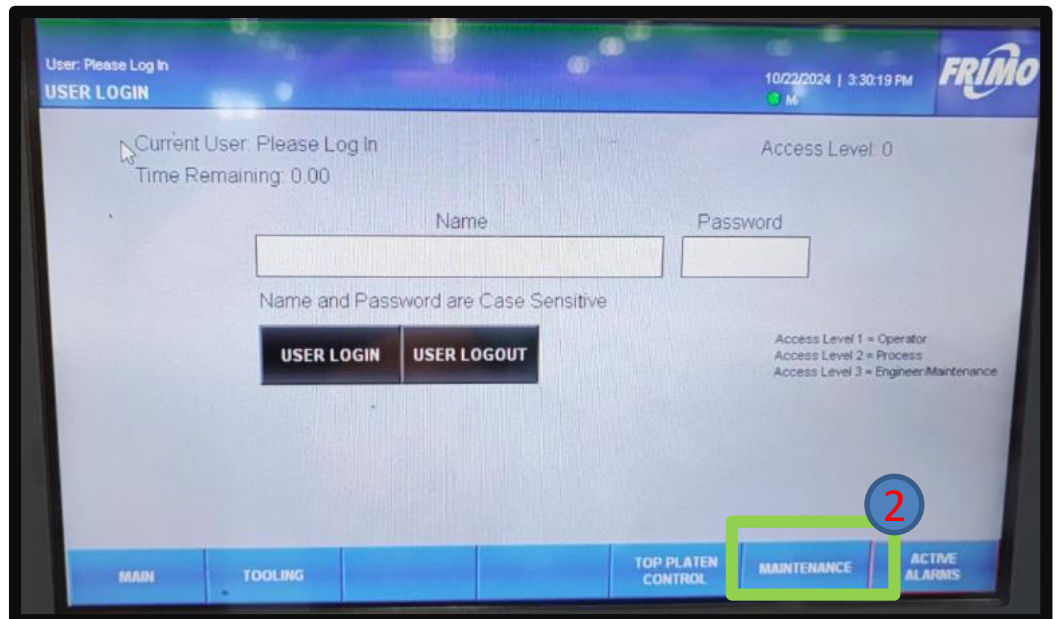 User: Please Log In
USER LOGIN
10/22/2024 | 3:30:19 PM
M
FRIMO
Current User: Please Log In
Access Level: 0
Time Remaining: 0.00
Name
Password
Name and Password are Case Sensitive
USER LOGIN
USER LOGOUT
Access Level 1 = Operator
Access Level 2 = Process
Access Level 3 = Engineer/Maintenance
2
MAIN
TOOLING
TOP PLATEN
CONTROL
MAINTENANCE
ACTIVE
ALARMS